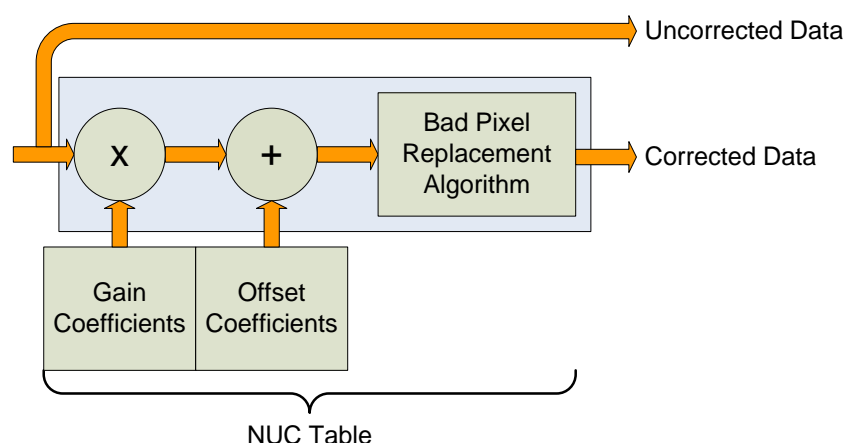 Uncorrected Data
X
+
Bad Pixel
Replacement
Algorithm
Corrected Data
Gain
Coefficients
Offset
Coefficients
NUC Table